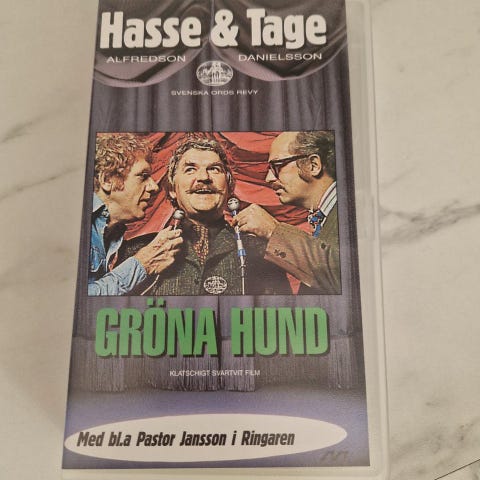 Hasse & Tage
ALFREDSON DANIELSSON
SVENSKA ORDS REVY
GRÖNA HUND
KLATSCHIGT SVARTVIT FILM
Med bl.a Pastor Jansson i Ringaren